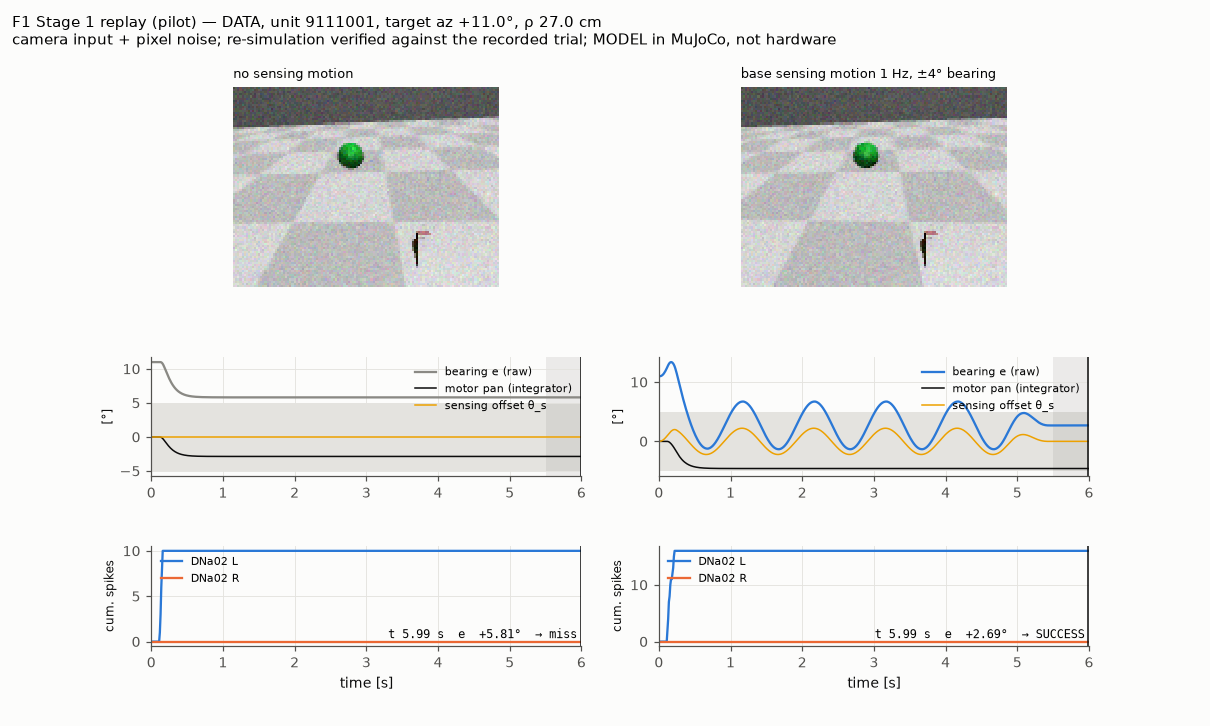 F1 Stage 1 replay (pilot) — DATA, unit 9111001, target az +11.0°, ρ 27.0 cm
camera input + pixel noise; re-simulation verified against the recorded trial; MODEL in MuJoCo, not hardware
no sensing motion
base sensing motion 1 Hz, ±4° bearing
[°]
10
5
0
−5
bearing e (raw)
motor pan (integrator)
sensing offset θ_s
0 1 2 3 4 5 6
[°]
10
0
bearing e (raw)
motor pan (integrator)
sensing offset θ_s
0 1 2 3 4 5 6
cum. spikes
10
5
0
DNa02 L
DNa02 R
t 5.99 s e +5.81° → miss
0 1 2 3 4 5 6
time [s]
cum. spikes
10
0
DNa02 L
DNa02 R
t 5.99 s e +2.69° → SUCCESS
0 1 2 3 4 5 6
time [s]